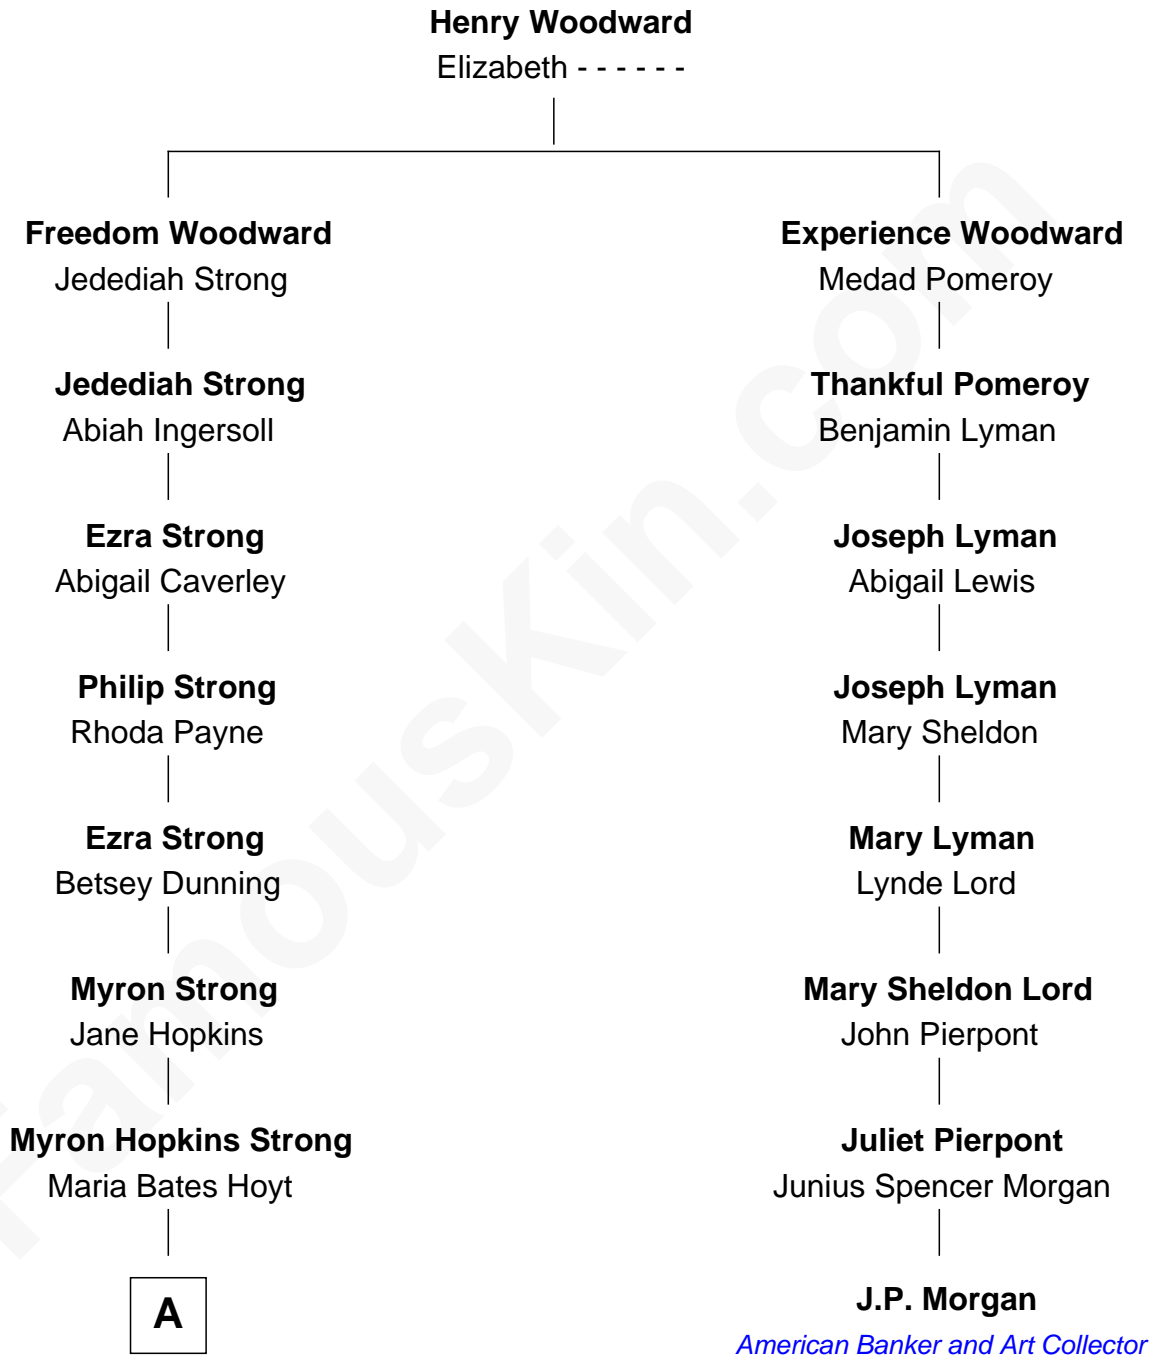 Henry Woodward
Elizabeth - - - - - -
Freedom Woodward
Jedediah Strong
Jedediah Strong
Abiah Ingersoll
Ezra Strong
Abigail Caverley
Philip Strong
Rhoda Payne
Ezra Strong
Betsey Dunning
Myron Strong
Jane Hopkins
Myron Hopkins Strong
Maria Bates Hoyt
A
Experience Woodward
Medad Pomeroy
Thankful Pomeroy
Benjamin Lyman
Joseph Lyman
Abigail Lewis
Joseph Lyman
Mary Sheldon
Mary Lyman
Lynde Lord
Mary Sheldon Lord
John Pierpont
Juliet Pierpont
Junius Spencer Morgan
J.P. Morgan
American Banker and Art Collector
FamousKin.com